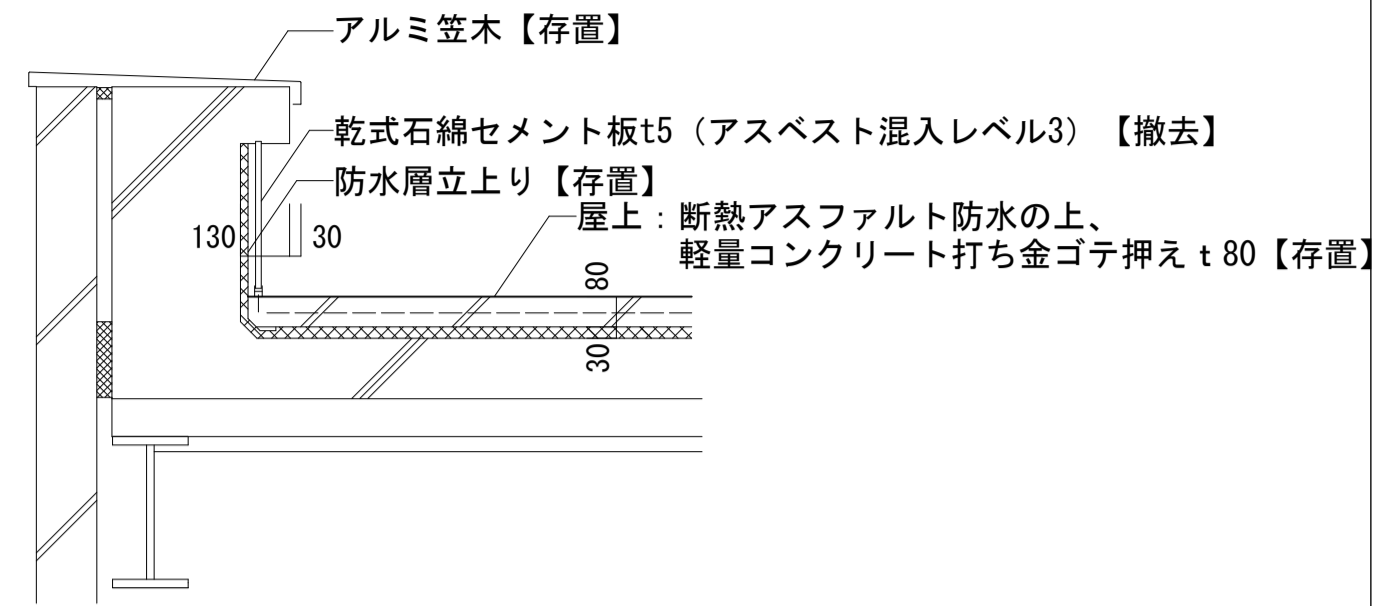 アルミ笠木【存置】
乾式石綿セメント板t5（アスベスト混入レベル3）【撤去】
防水層立上り【存置】
屋上：断熱アスファルト防水の上、
軽量コンクリート打ち金ゴテ押えｔ80【存置】
130
30
80
30